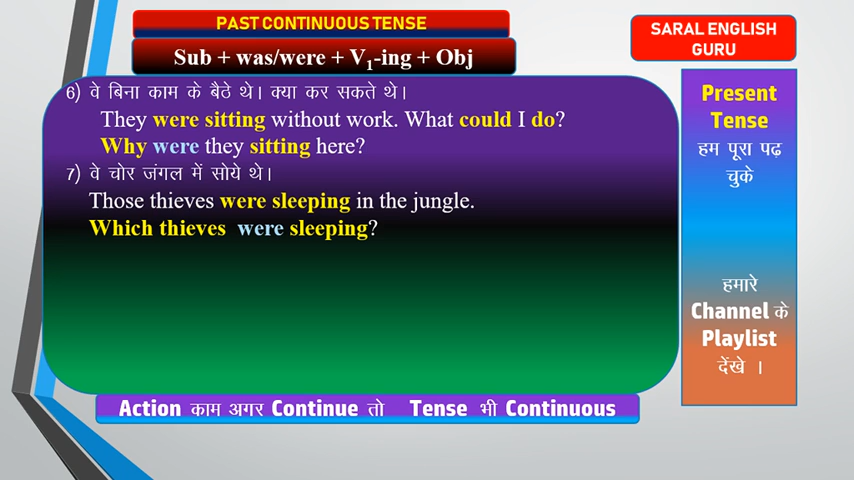 PAST CONTINUOUS TENSE
Sub + was/were + V1-ing + Obj
SARAL ENGLISH
GURU
6) वे बिना काम के बैठे थे। क्या कर सकते थे।
They were sitting without work. What could I do?
Why were they sitting here?
7) वे चोर जंगल में सोये थे।
Those thieves were sleeping in the jungle.
Which thieves were sleeping?
Present
Tense
हम पूरा पढ़
चुके
हमारे
Channel के
Playlist
देंखे ।
Action काम अगर Continue तो Tense भी Continuous